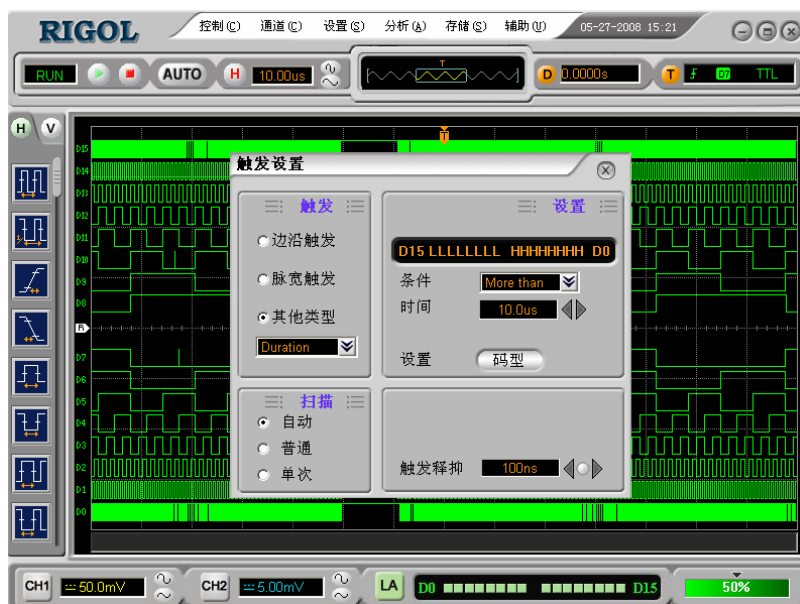 RIGOL 控制(C) 通道(C) 设置(S) 分析(A) 存储(S) 辅助(U) 05-27-2008 15:21
RUN AUTO H 10.00us T D 0.0000s T D7 TTL
H V
T
D15
D14
D13
D12
D11
D10
D9
D8
R
D7
D6
D5
D4
D3
D2
D1
D0
触发设置
触发
边沿触发
脉宽触发
其他类型
Duration
设置
D15 LLLLLLLL HHHHHHHH D0
条件 More than
时间 10.0us
设置 码型
扫描
自动
普通
单次
触发释抑 100ns
CH1 50.0mV CH2 5.00mV LA D0 D15 50%